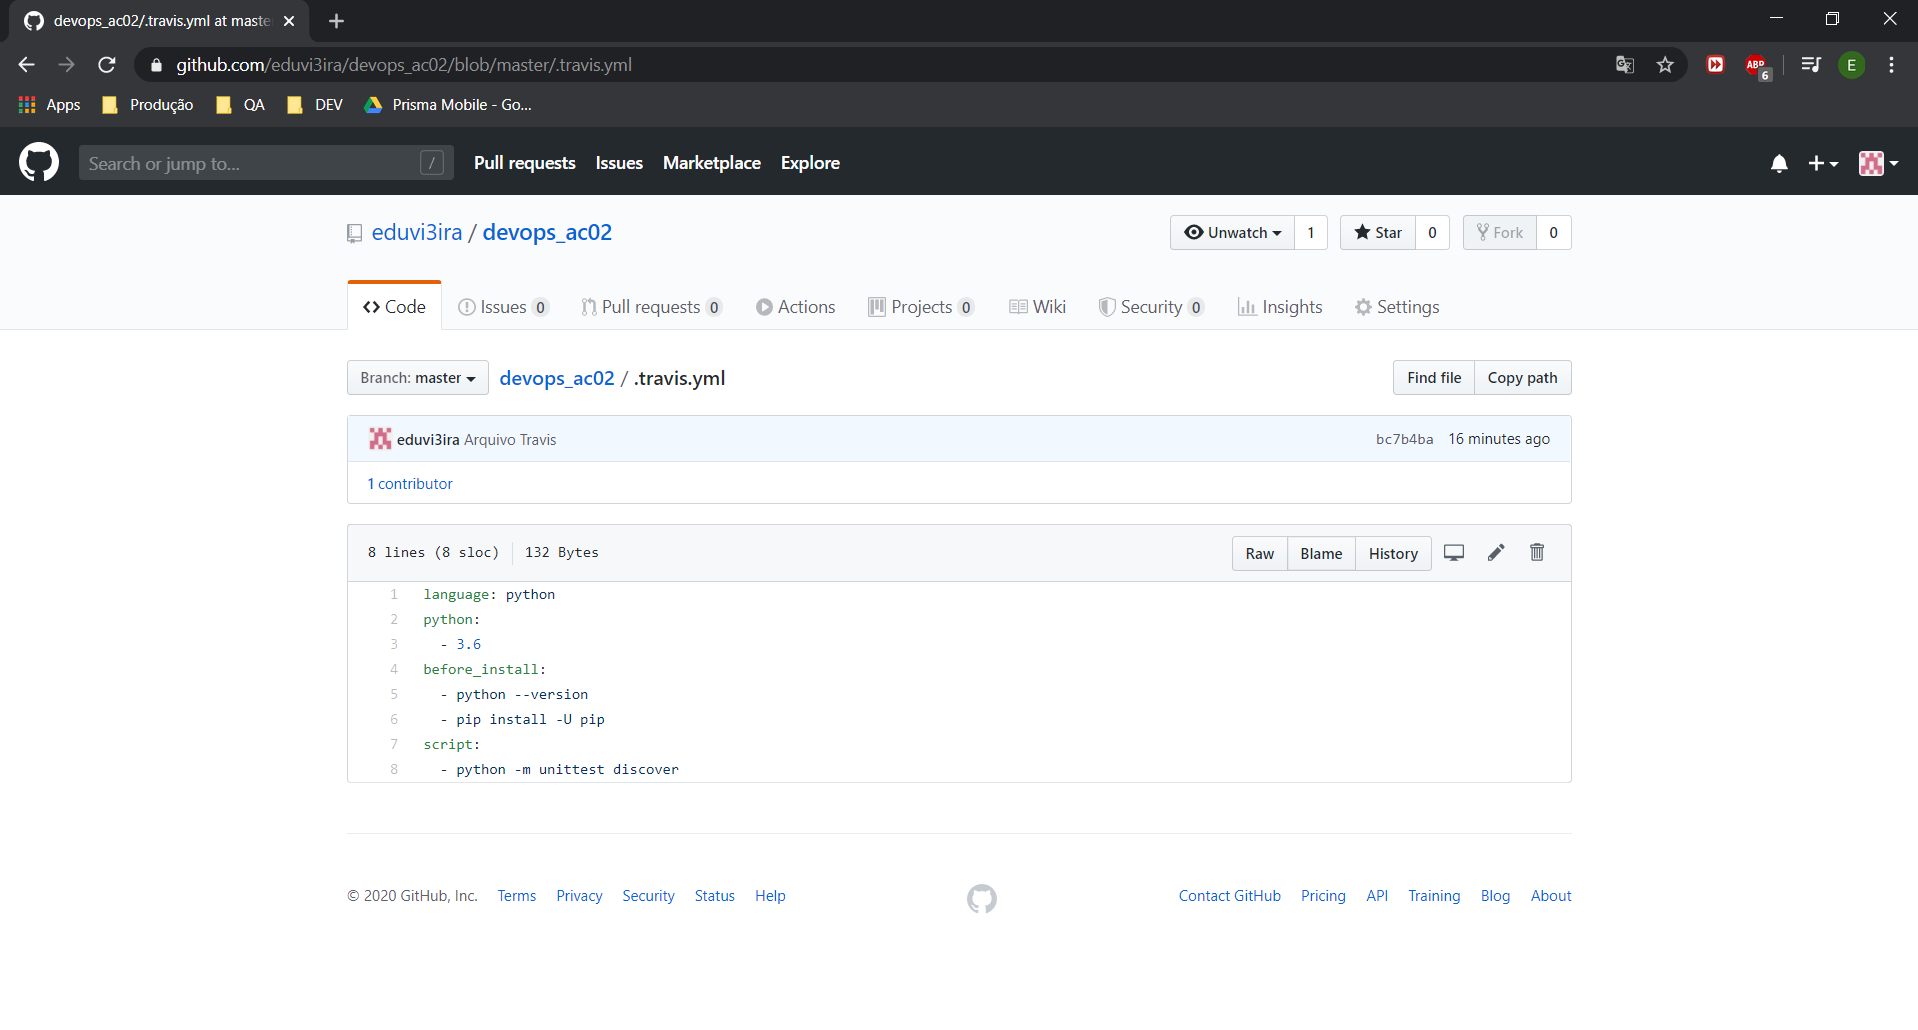 devops_ac02/.travis.yml at maste
github.com/eduvi3ira/devops_ac02/blob/master/.travis.yml
ABP 6 E
Apps Produção QA DEV Prisma Mobile - Go...
Search or jump to... / Pull requests Issues Marketplace Explore
eduvi3ira / devops_ac02 Unwatch 1 Star 0 Fork 0
Code Issues 0 Pull requests 0 Actions Projects 0 Wiki Security 0 Insights Settings
Branch: master devops_ac02 / .travis.yml Find file Copy path
eduvi3ira Arquivo Travis bc7b4ba 16 minutes ago
1 contributor
8 lines (8 sloc) 132 Bytes Raw Blame History
1 language: python
2 python:
3 - 3.6
4 before_install:
5 - python --version
6 - pip install -U pip
7 script:
8 - python -m unittest discover
© 2020 GitHub, Inc. Terms Privacy Security Status Help Contact GitHub Pricing API Training Blog About